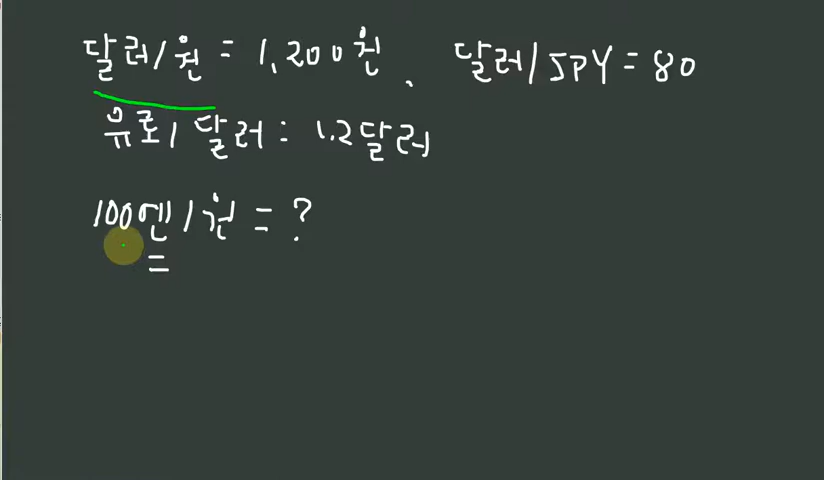 달러/원 = 1,200원, 달러/JPY = 80
유로/달러 = 1.2달러
100엔/원 = ?